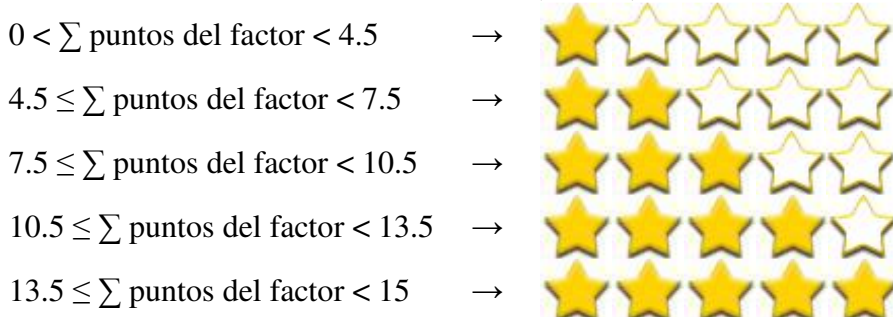 0 < ∑ puntos del factor < 4.5 →
4.5 ≤ ∑ puntos del factor < 7.5 →
7.5 ≤ ∑ puntos del factor < 10.5 →
10.5 ≤ ∑ puntos del factor < 13.5 →
13.5 ≤ ∑ puntos del factor < 15 →